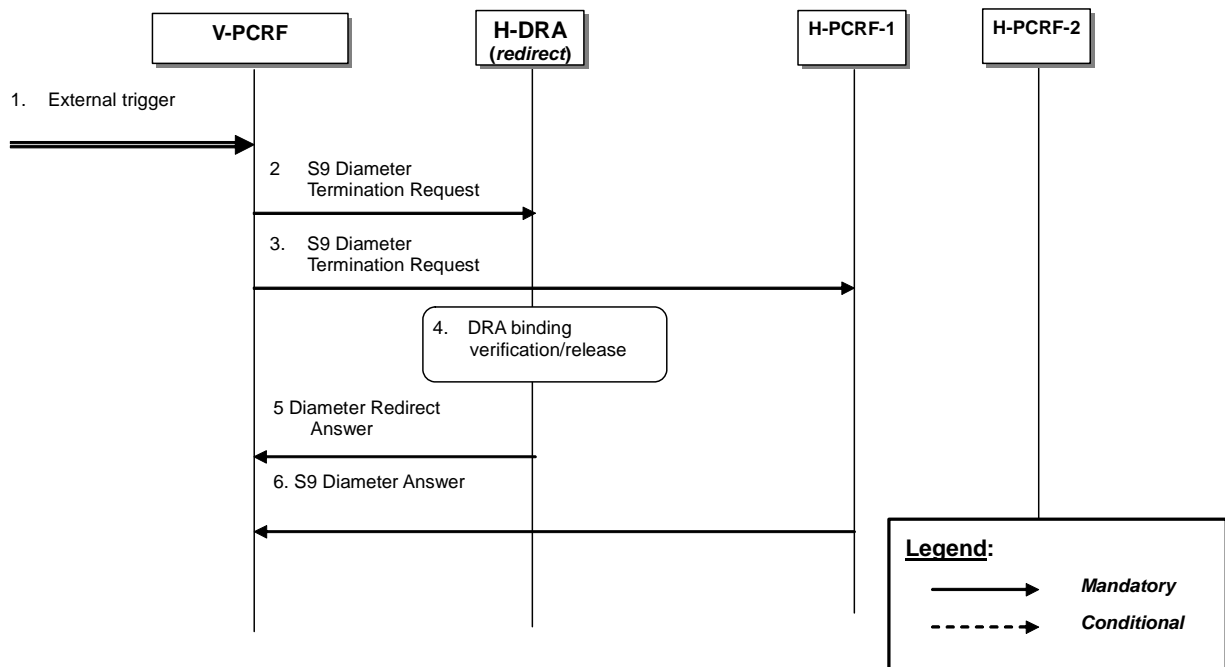 V-PCRF
H-DRA
(redirect)
H-PCRF-1
H-PCRF-2
1. External trigger
2 S9 Diameter
Termination Request
3. S9 Diameter
Termination Request
4. DRA binding
verification/release
5 Diameter Redirect
Answer
6. S9 Diameter Answer
Legend:
Mandatory
Conditional